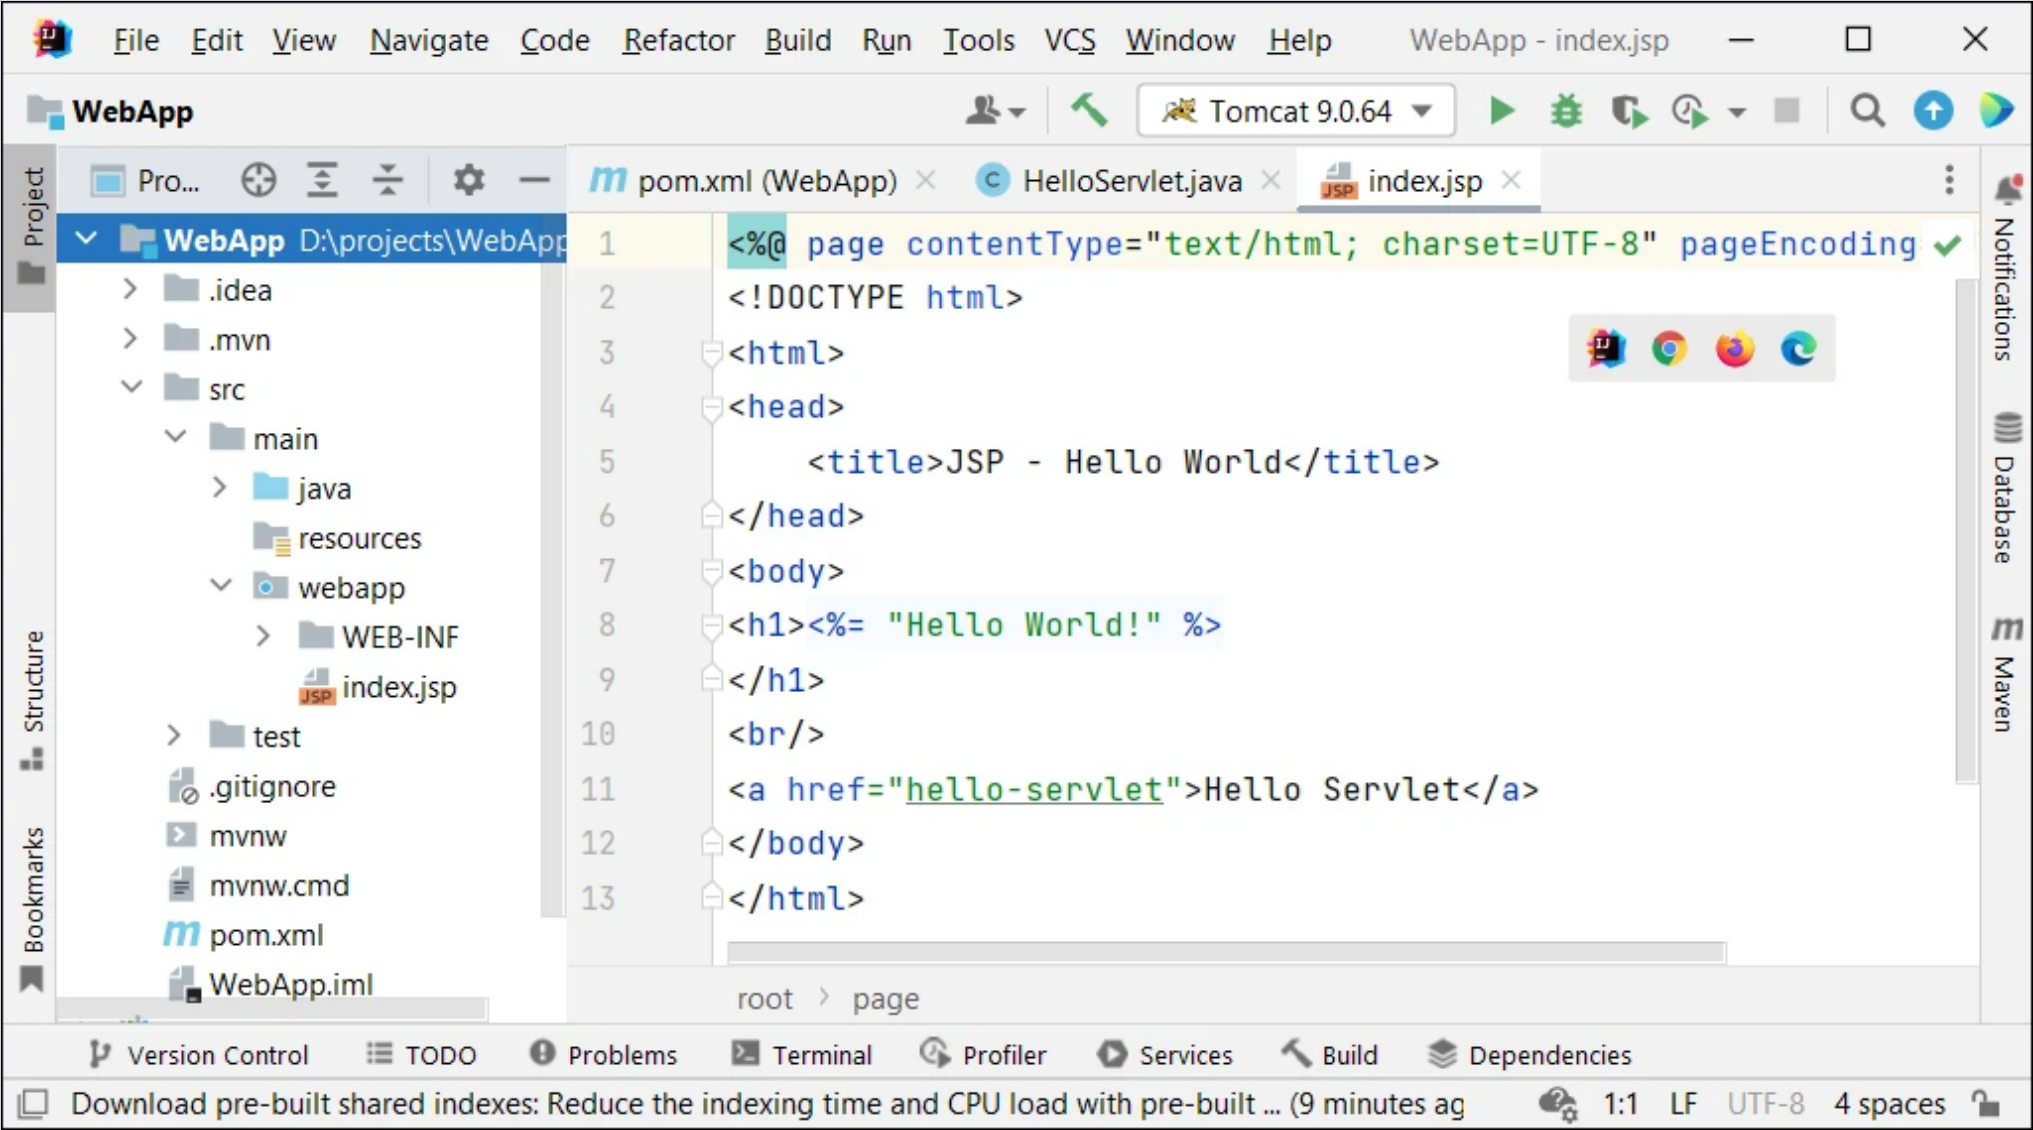 File Edit View Navigate Code Refactor Build Run Tools VCS Window Help WebApp - index.jsp
WebApp Tomcat 9.0.64
Project
Pro...
pom.xml (WebApp) HelloServlet.java index.jsp
WebApp D:\projects\WebApp
.idea
.mvn
src
main
java
resources
webapp
WEB-INF
index.jsp
test
.gitignore
mvnw
mvnw.cmd
pom.xml
WebApp.iml
Structure
Bookmarks
1 <%@ page contentType="text/html; charset=UTF-8" pageEncoding
2 <!DOCTYPE html>
3 <html>
4 <head>
5 <title>JSP - Hello World</title>
6 </head>
7 <body>
8 <h1><%= "Hello World!" %>
9 </h1>
10 <br/>
11 <a href="hello-servlet">Hello Servlet</a>
12 </body>
13 </html>
root > page
Notifications
Database
Maven
Version Control TODO Problems Terminal Profiler Services Build Dependencies
Download pre-built shared indexes: Reduce the indexing time and CPU load with pre-built ... (9 minutes ag 1:1 LF UTF-8 4 spaces